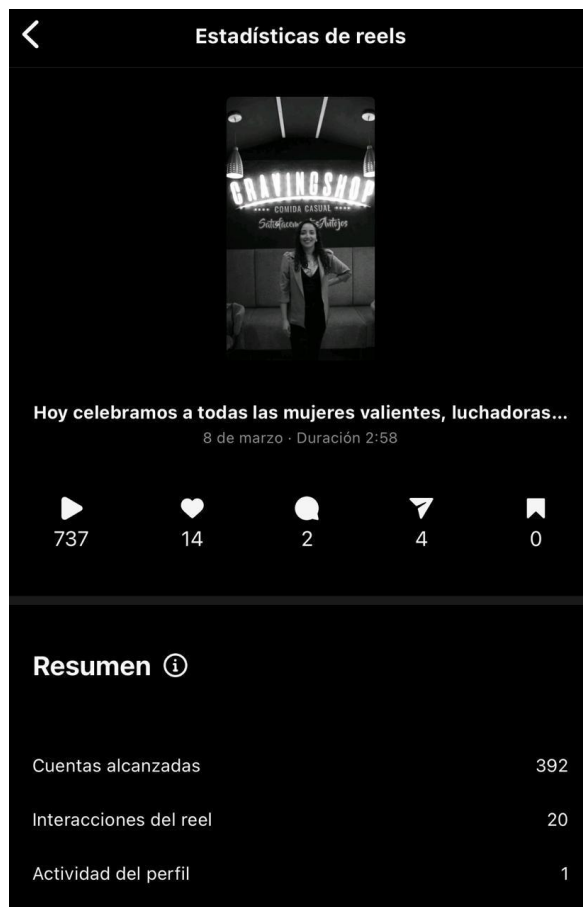 Estadísticas de reels
CRAVINGSHOP
COMIDA CASUAL
Hoy celebramos a todas las mujeres valientes, luchadoras...
8 de marzo · Duración 2:58
737 14 2 4 0
Resumen
Cuentas alcanzadas 392
Interacciones del reel 20
Actividad del perfil 1